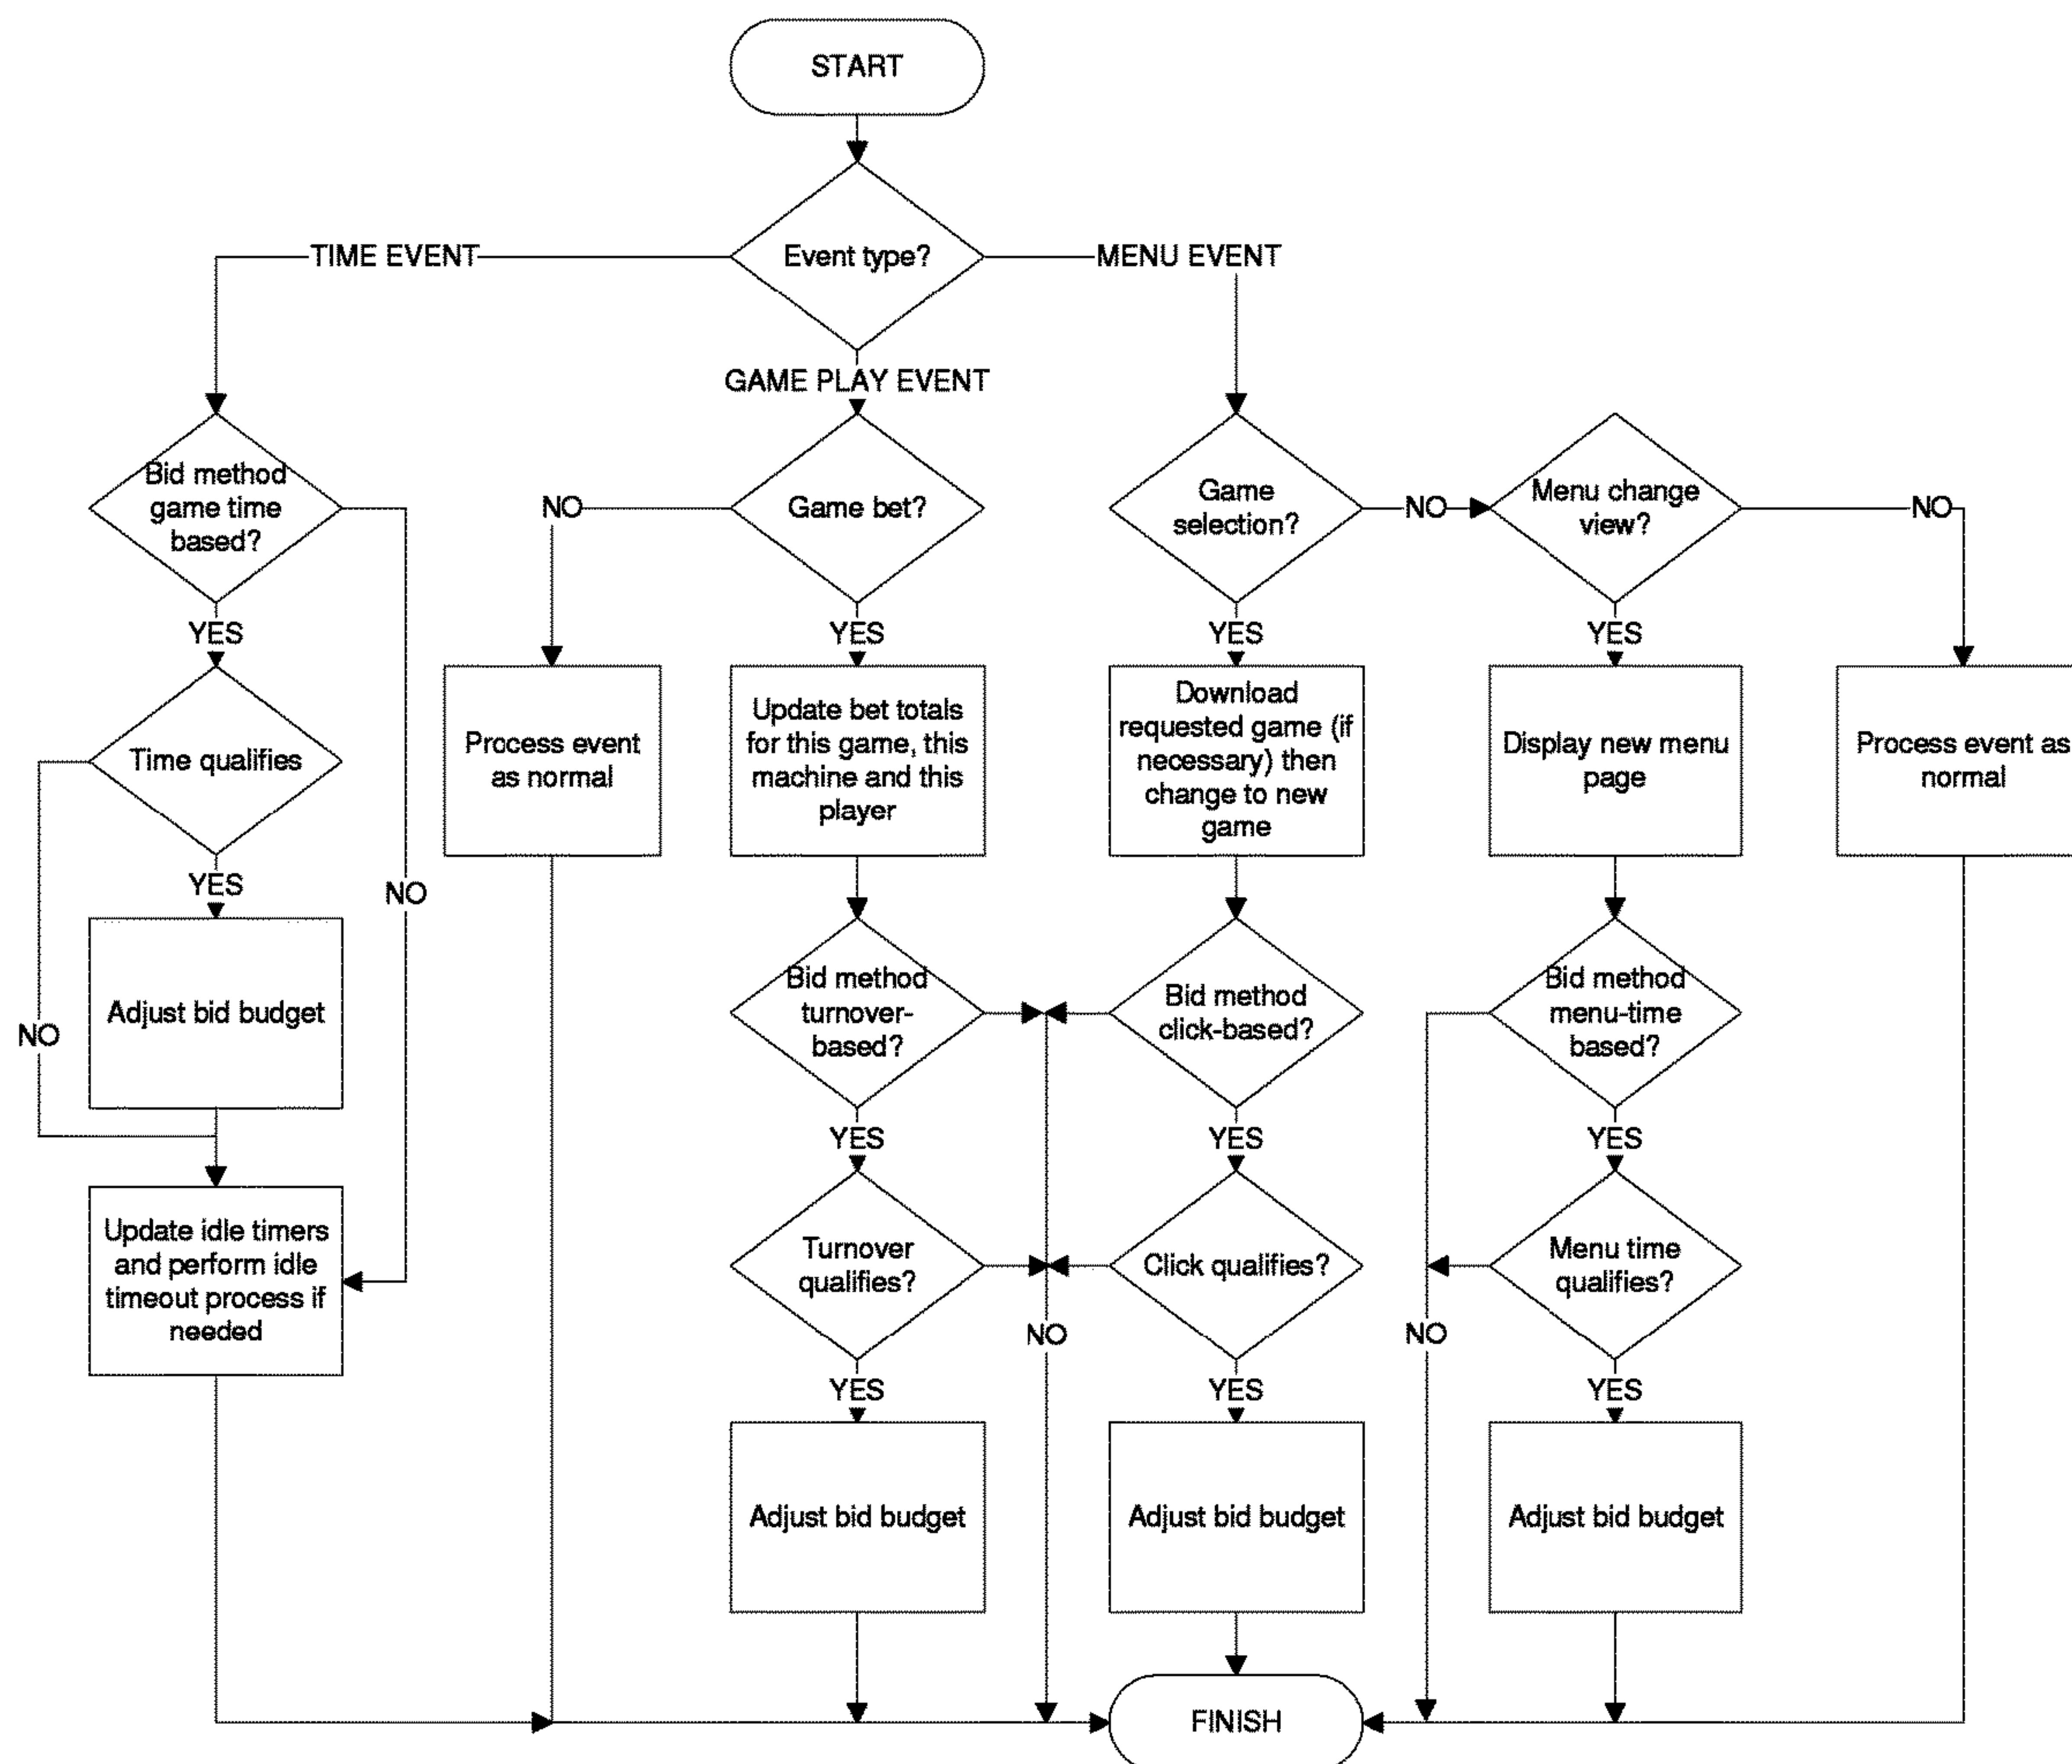 START
Event type?
TIME EVENT
MENU EVENT
GAME PLAY EVENT
Bid method
game time
based?
NO
Game bet?
Game
selection?
NO
Menu change
view?
NO
YES
YES
YES
YES
Time qualifies
Process event
as normal
Update bet totals
for this game, this
machine and this
player
Download
requested game (if
necessary) then
change to new
game
Display new menu
page
Process event as
normal
YES
NO
Adjust bid budget
NO
Bid method
turnover-
based?
Bid method
click-based?
Bid method
menu-time
based?
YES
YES
YES
Update idle timers
and perform idle
timeout process if
needed
Turnover
qualifies?
Click qualifies?
Menu time
qualifies?
NO
NO
YES
YES
YES
Adjust bid budget
Adjust bid budget
Adjust bid budget
FINISH